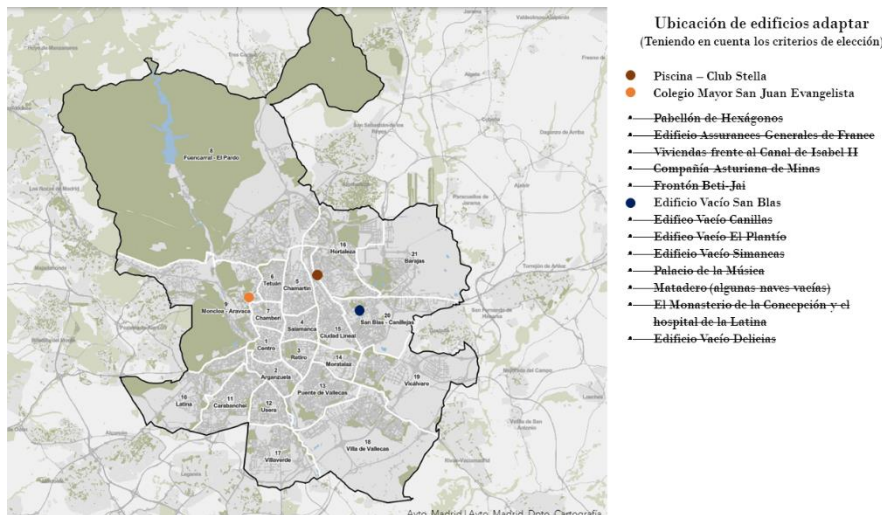 Ubicación de edificios adaptar
(Teniendo en cuenta los criterios de elección)
Piscina – Club Stella
Colegio Mayor San Juan Evangelista
Pabellón de Hexágonos
Edificio Assurances Generales de France
Viviendas frente al Canal de Isabel II
Compañía Asturiana de Minas
Frontón Beti-Jai
Edificio Vacío San Blas
Edifico Vacío Canillas
Edifico Vacío El Plantío
Edificio Vacío Simancas
Palacio de la Música
Matadero (algunas naves vacías)
El Monasterio de la Concepción y el
hospital de la Latina
Edificio Vacío Delicias
8
Fuencarral - El Pardo
16
Hortaleza
21
Barajas
6
Tetuán
5
Chamartín
9
Moncloa - Aravaca
7
Chamberí
4
Salamanca
15
Ciudad Lineal
20
San Blas - Canillejas
1
Centro
3
Retiro
14
Moratalaz
2
Arganzuela
19
Vicálvaro
13
Puente de Vallecas
10
Latina
11
Carabanchel
12
Usera
18
Villa de Vallecas
17
Villaverde
Ayto. Madrid | Ayto. Madrid, Dpto. Cartografía